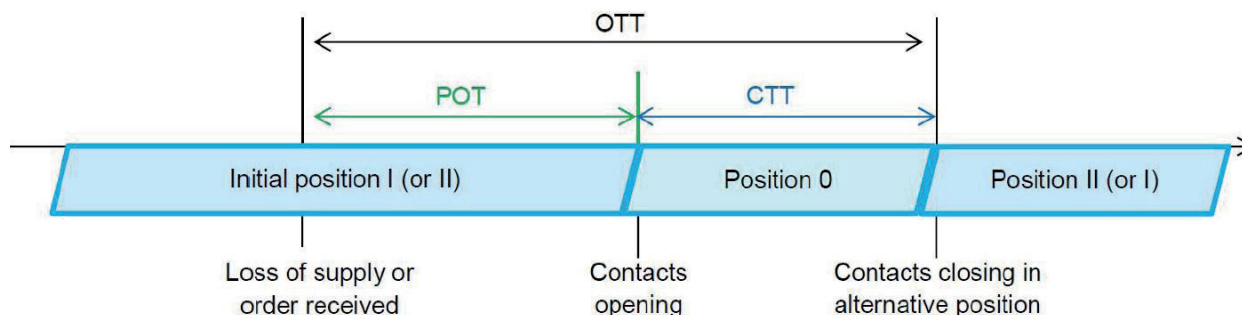 OTT
POT
CTT
Initial position I (or II)
Position 0
Position II (or I)
Loss of supply or
order received
Contacts
opening
Contacts closing in
alternative position